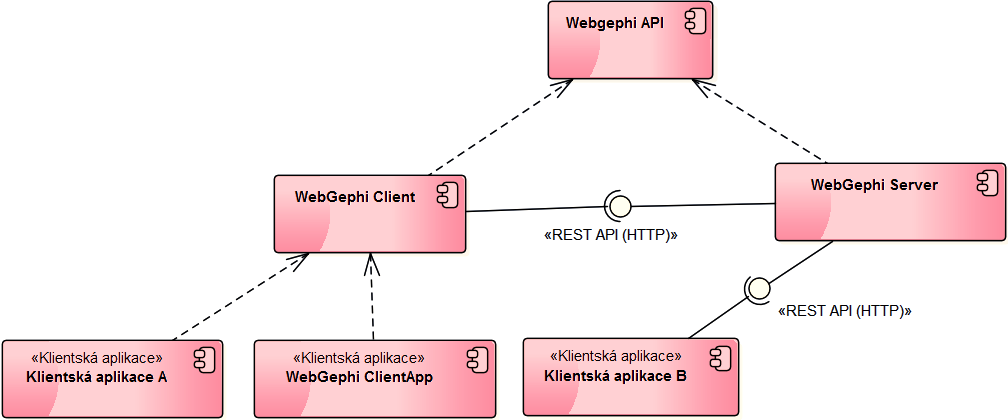 Webgephi API
WebGephi Client
WebGephi Server
«REST API (HTTP)»
«REST API (HTTP)»
«Klientská aplikace»
Klientská aplikace A
«Klientská aplikace»
WebGephi ClientApp
«Klientská aplikace»
Klientská aplikace B